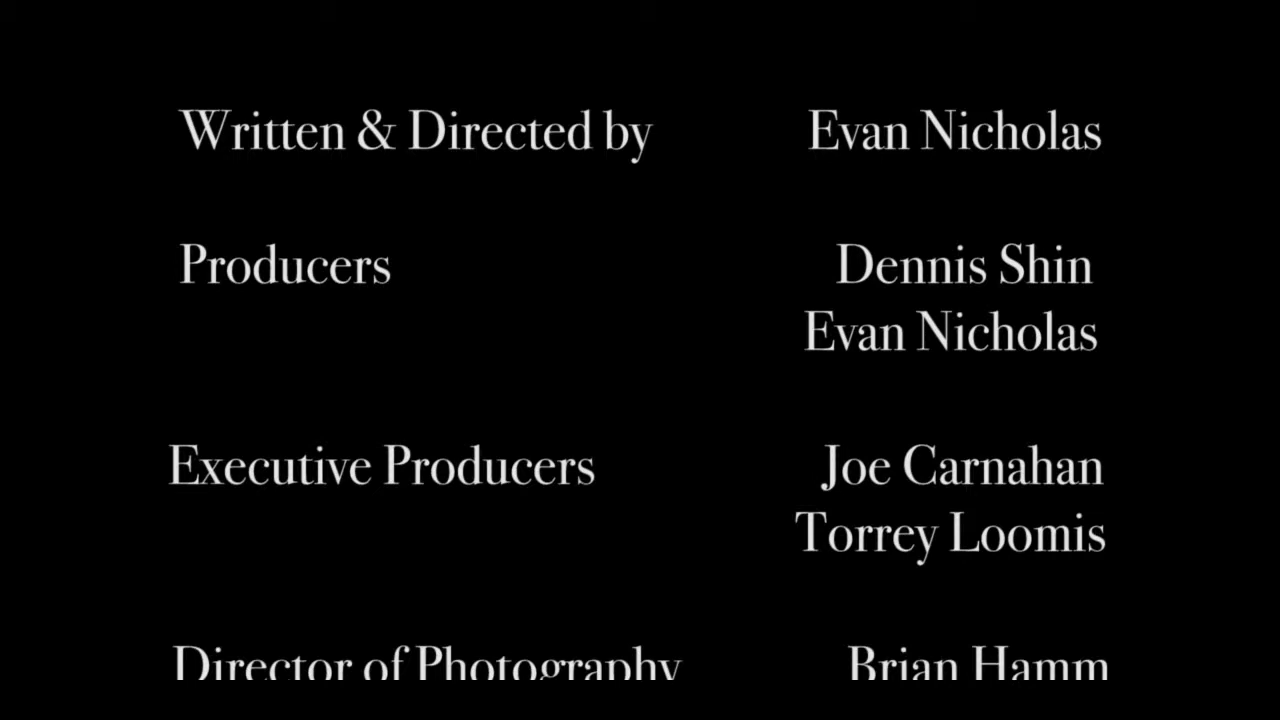 Written & Directed by Evan Nicholas
Producers Dennis Shin
Evan Nicholas
Executive Producers Joe Carnahan
Torrey Loomis
Director of Photography Brian Hamm